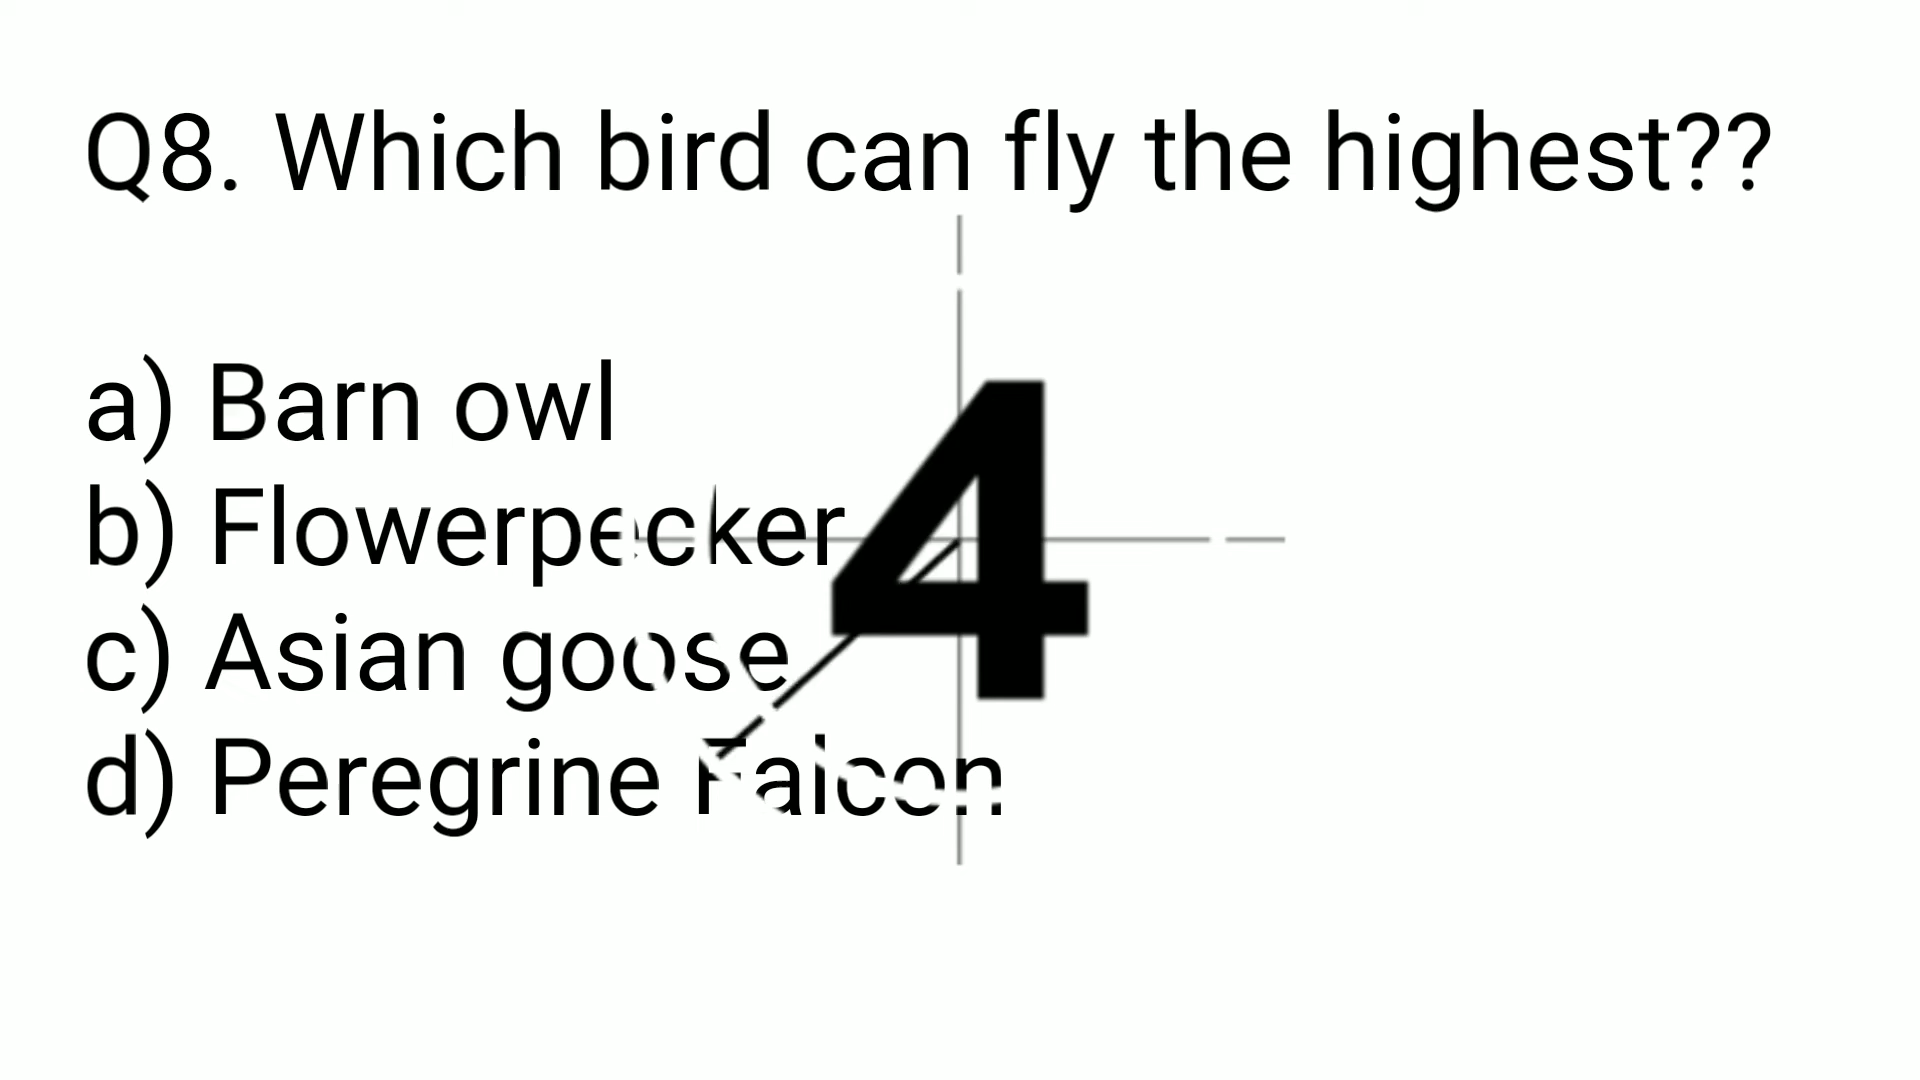 Q8. Which bird can fly the highest??
a) Barn owl
b) Flowerpecker
c) Asian goose
d) Peregrine Falcon
4